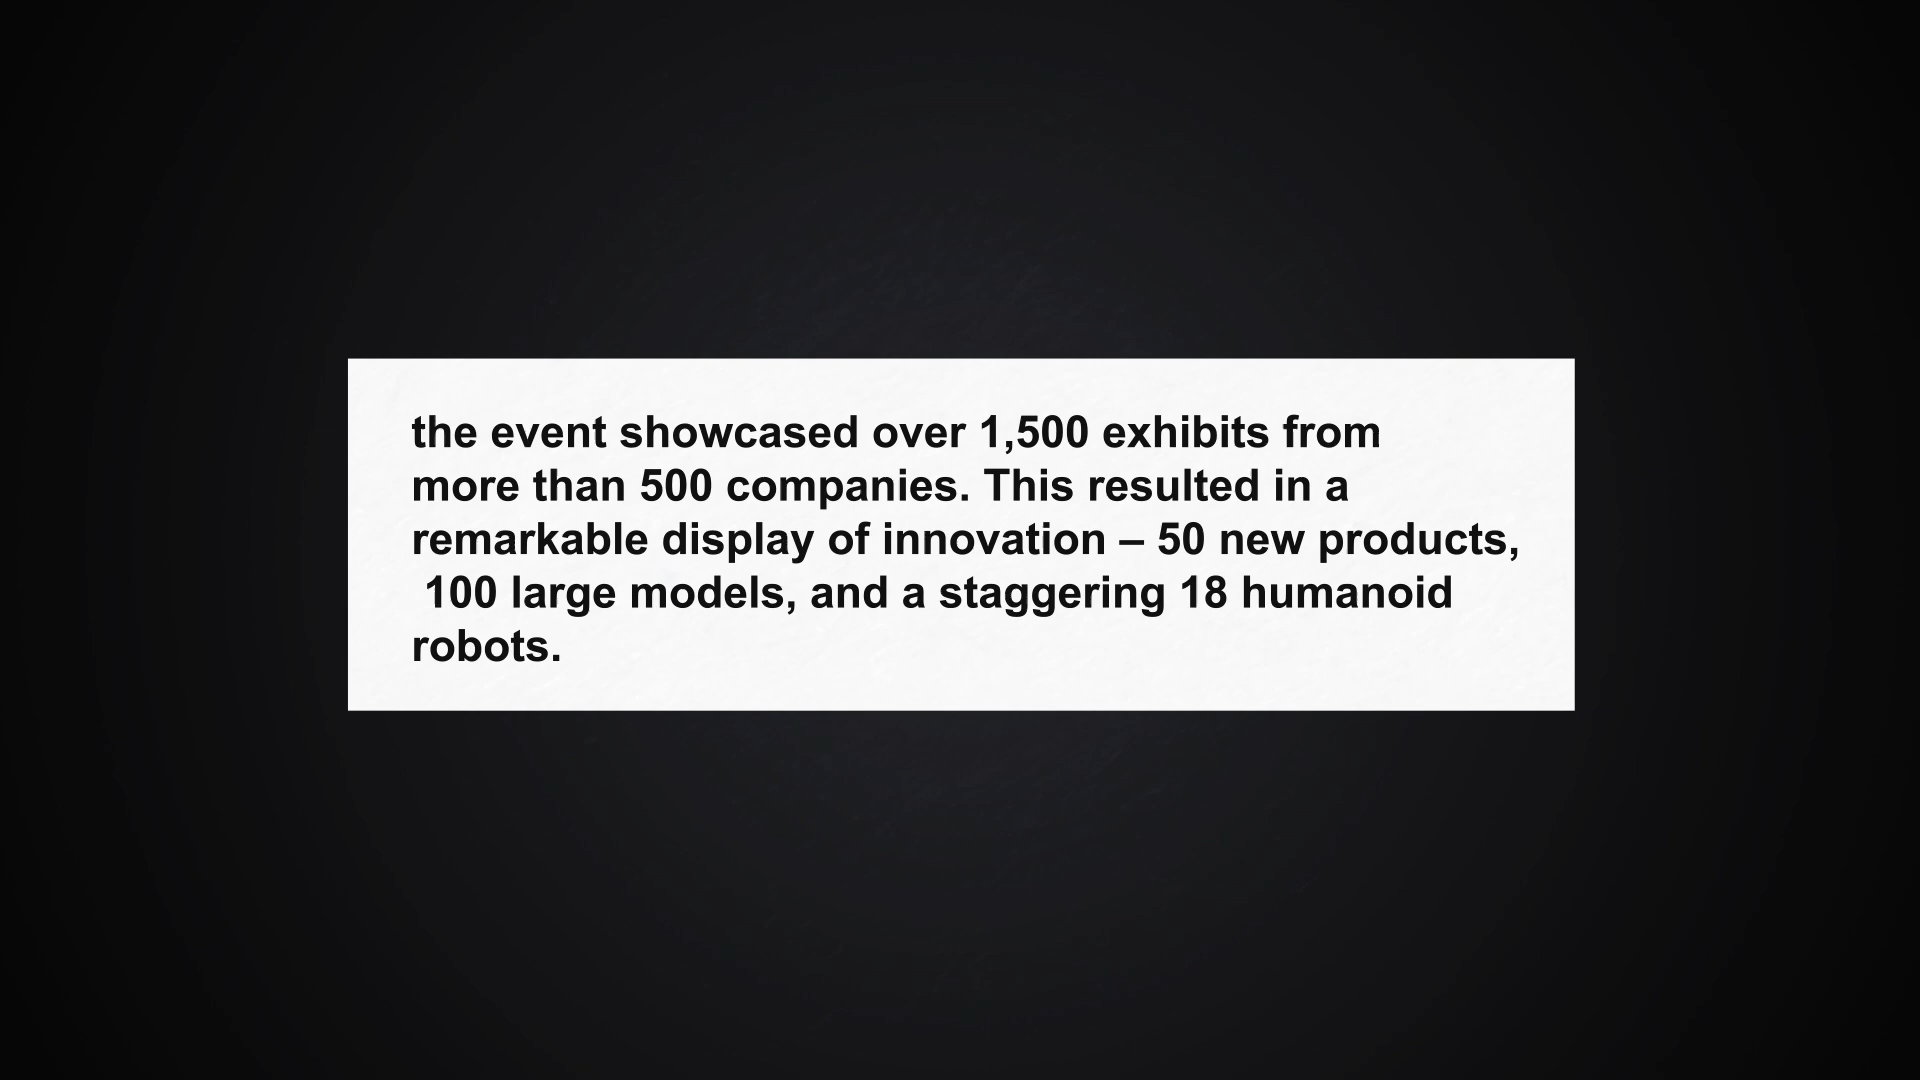 the event showcased over 1,500 exhibits from
more than 500 companies. This resulted in a
remarkable display of innovation – 50 new products,
100 large models, and a staggering 18 humanoid
robots.